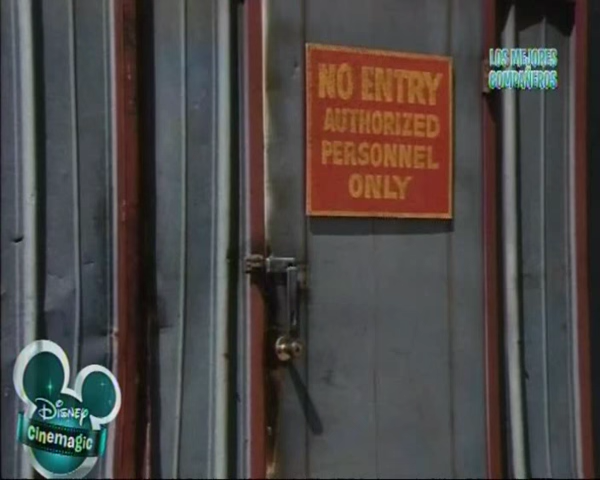 NO ENTRY
AUTHORIZED
PERSONNEL
ONLY
LOS MEJORES
COMPAÑEROS
Disney
Cinemagic